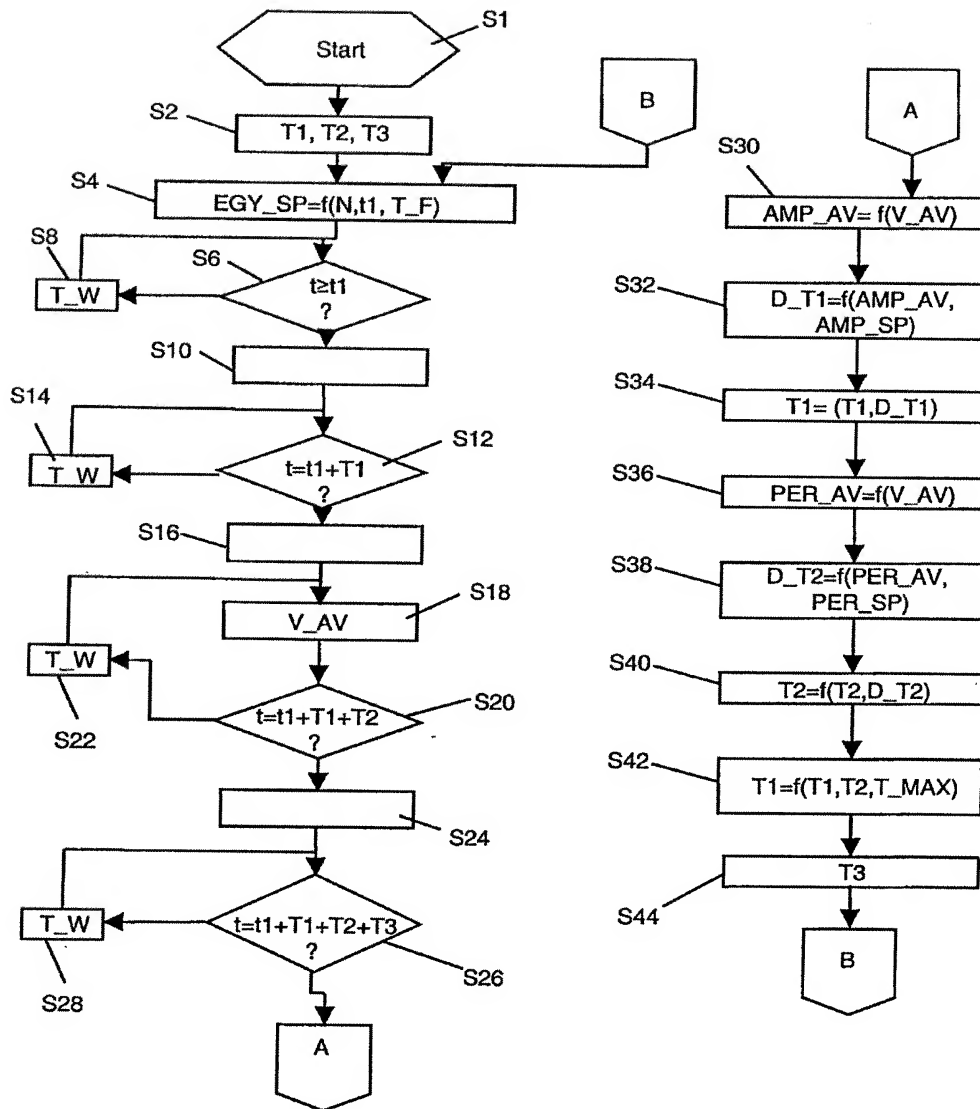 S1
Start
S2
T1, T2, T3
B
S4
EGY_SP=f(N,t1, T_F)
S8
T_W
S6
t≥t1
?
S10
S14
T_W
S12
t=t1+T1
?
S16
S18
V_AV
T_W
S22
S20
t=t1+T1+T2
?
S24
T_W
S28
t=t1+T1+T2+T3
?
S26
A
A
S30
AMP_AV= f(V_AV)
S32
D_T1=f(AMP_AV,
AMP_SP)
S34
T1= (T1,D_T1)
S36
PER_AV=f(V_AV)
S38
D_T2=f(PER_AV,
PER_SP)
S40
T2=f(T2,D_T2)
S42
T1=f(T1,T2,T_MAX)
T3
S44
B